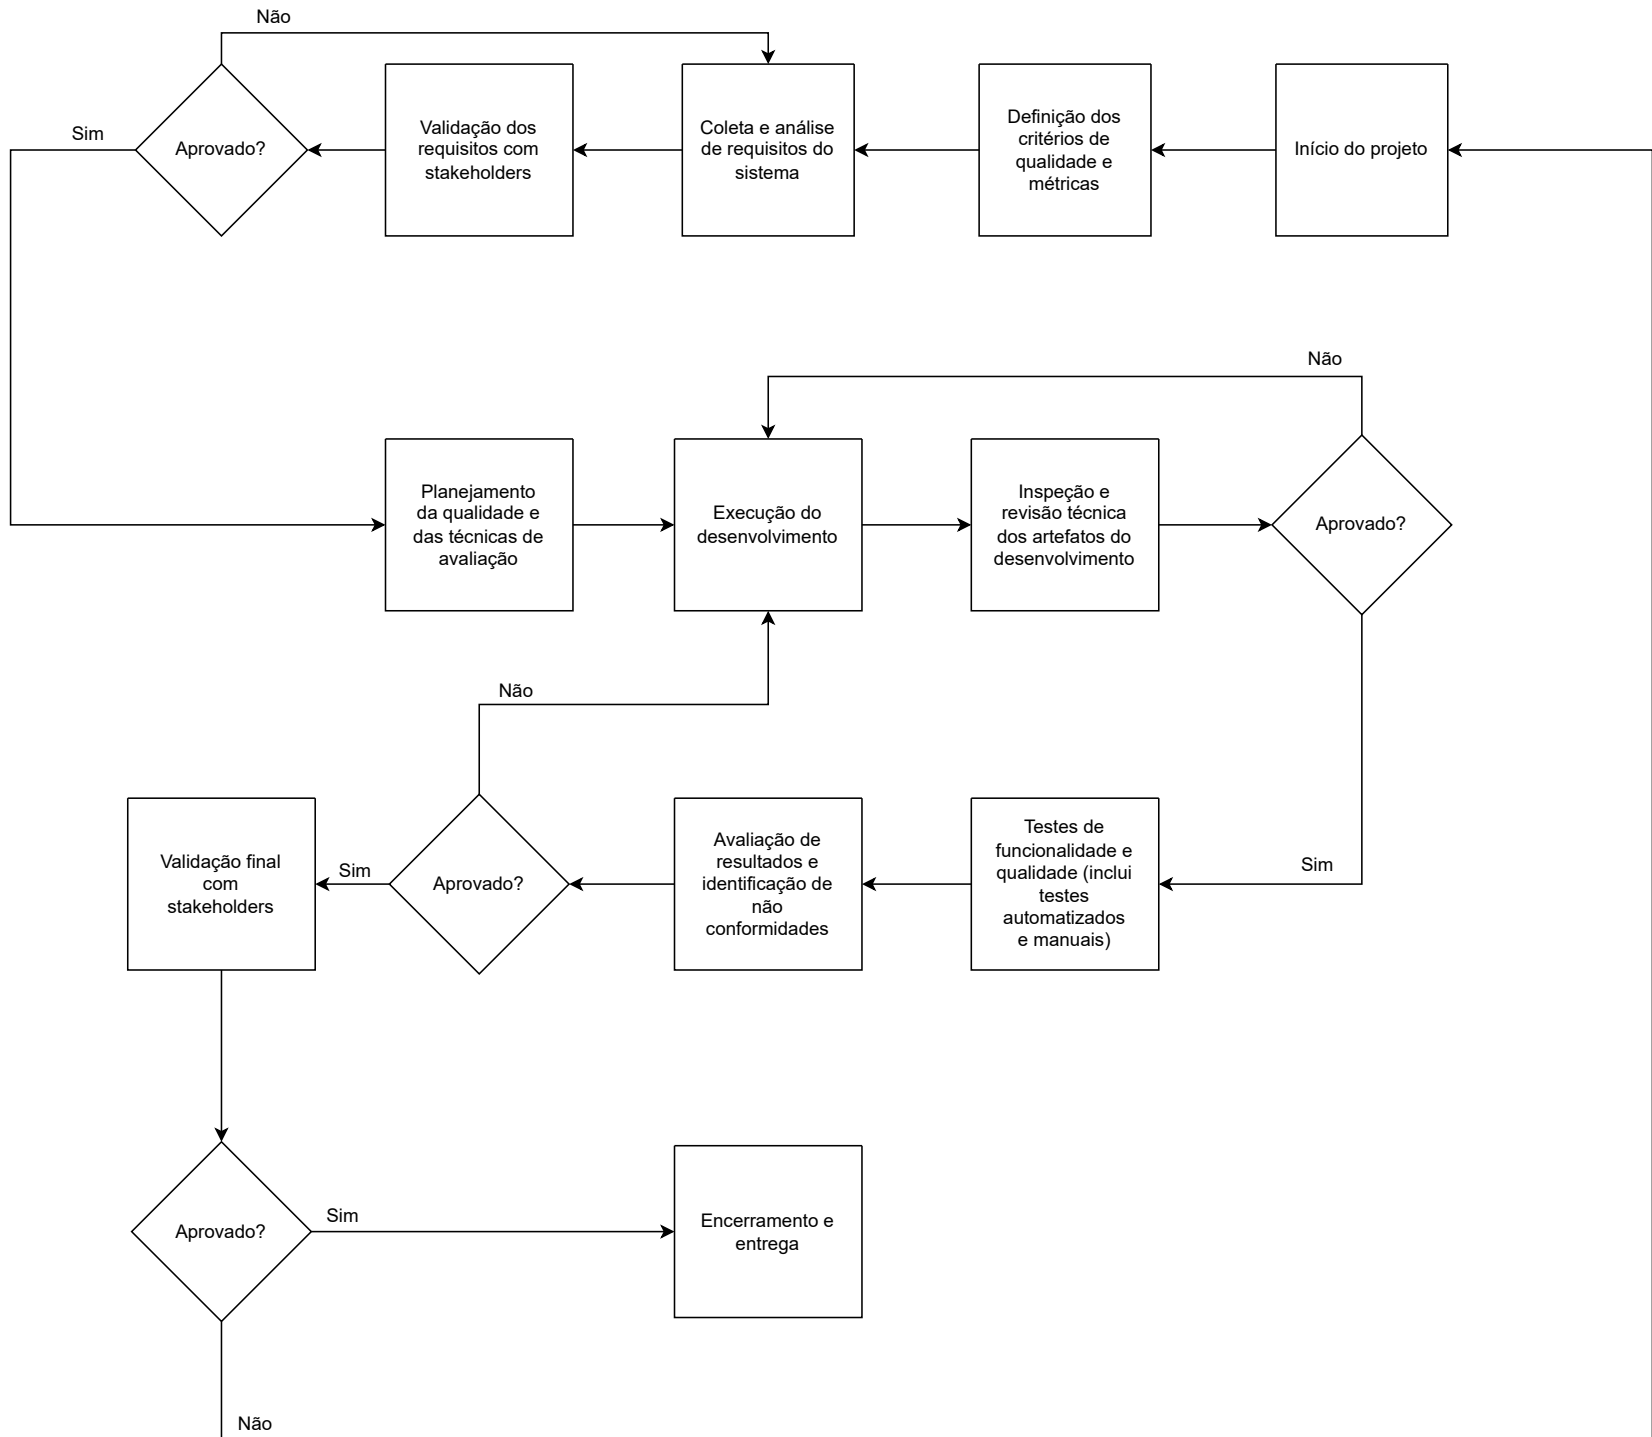 Não
Sim
Aprovado?
Validação dos
requisitos com
stakeholders
Coleta e análise
de requisitos do
sistema
Definição dos
critérios de
qualidade e
métricas
Início do projeto
Não
Planejamento
da qualidade e
das técnicas de
avaliação
Execução do
desenvolvimento
Inspeção e
revisão técnica
dos artefatos do
desenvolvimento
Aprovado?
Não
Validação final
com
stakeholders
Sim
Aprovado?
Avaliação de
resultados e
identificação de
não
conformidades
Testes de
funcionalidade e
qualidade (inclui
testes
automatizados
e manuais)
Sim
Aprovado?
Sim
Encerramento e
entrega
Não